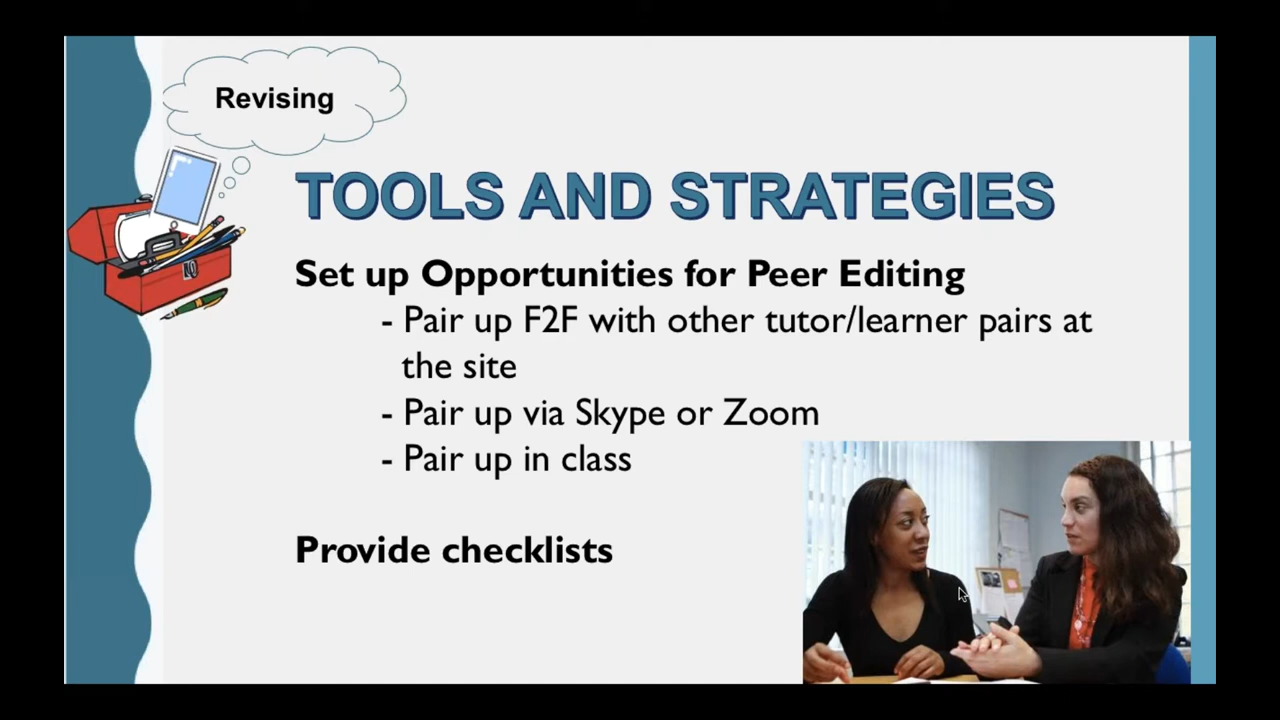 Revising
TOOLS AND STRATEGIES
Set up Opportunities for Peer Editing
- Pair up F2F with other tutor/learner pairs at
the site
- Pair up via Skype or Zoom
- Pair up in class
Provide checklists